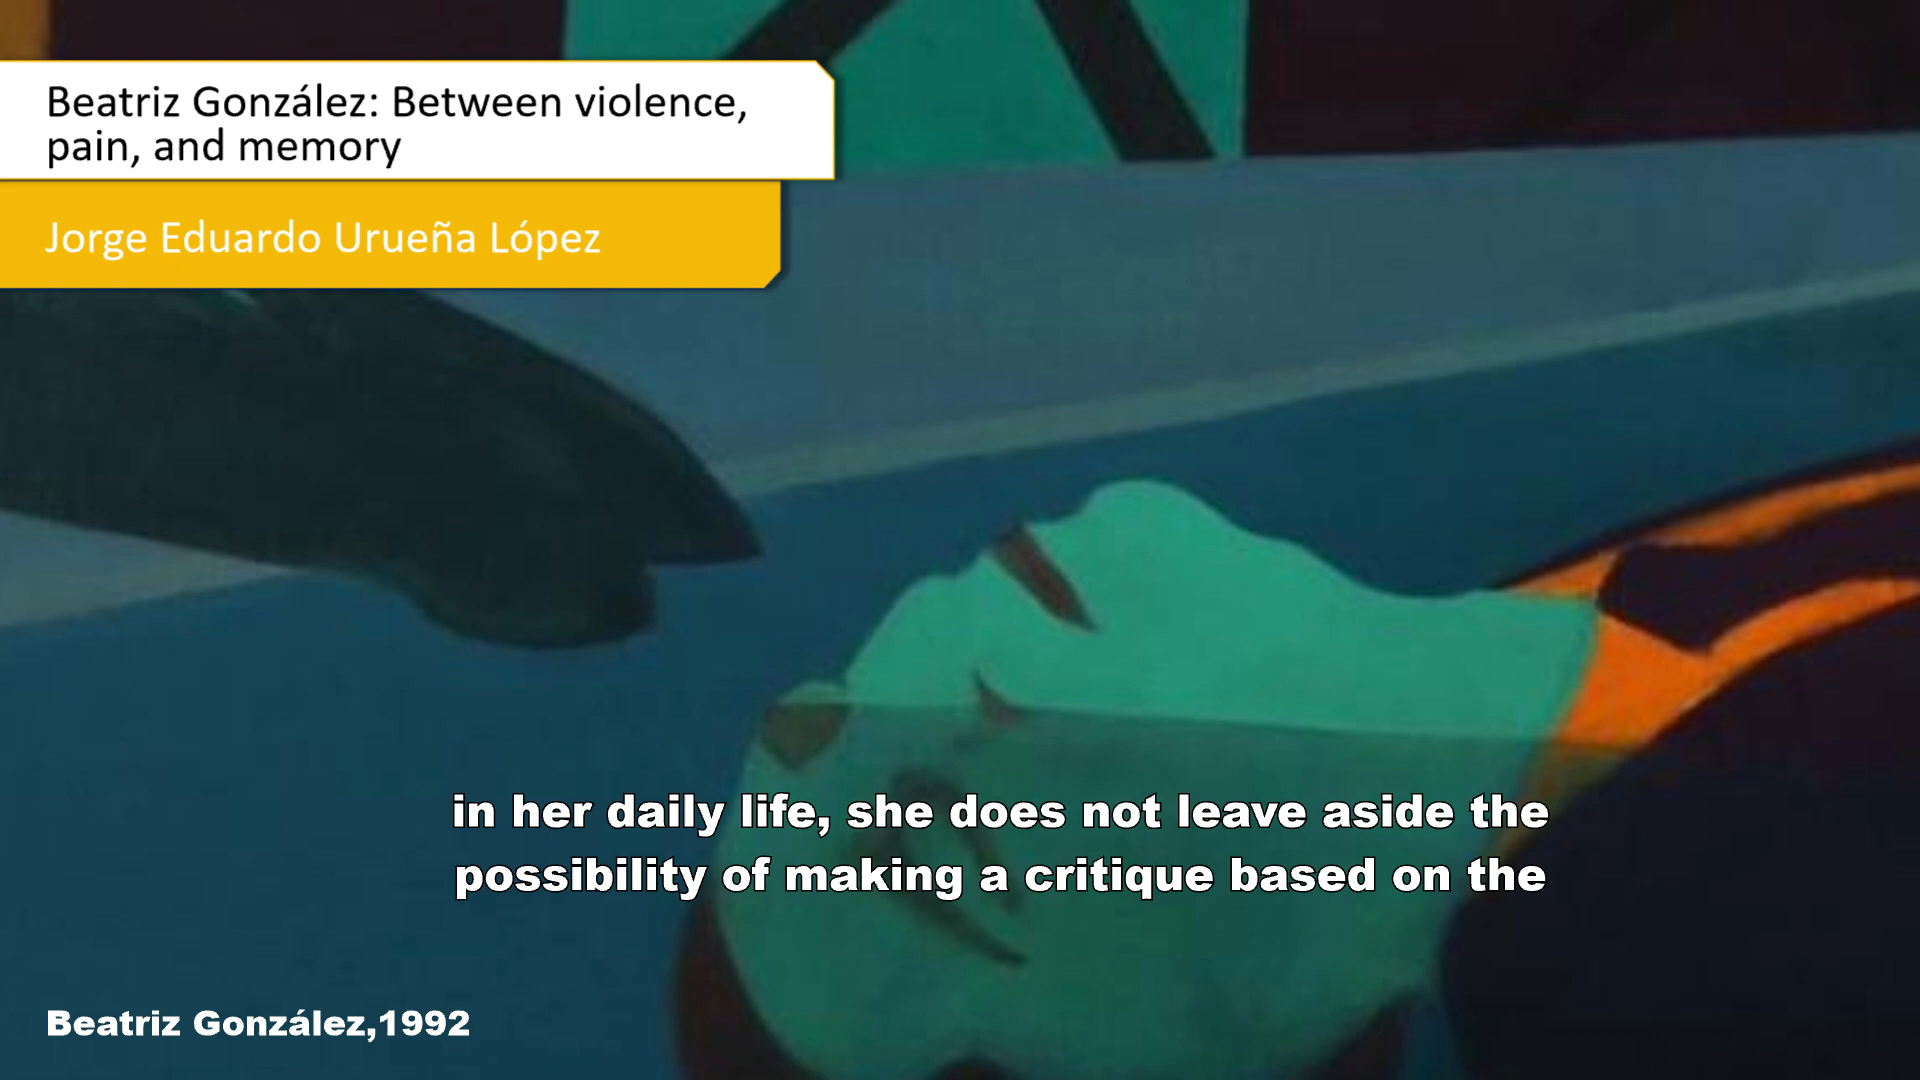 Beatriz González: Between violence,
pain, and memory
Jorge Eduardo Urueña López
in her daily life, she does not leave aside the
possibility of making a critique based on the
Beatriz González,1992